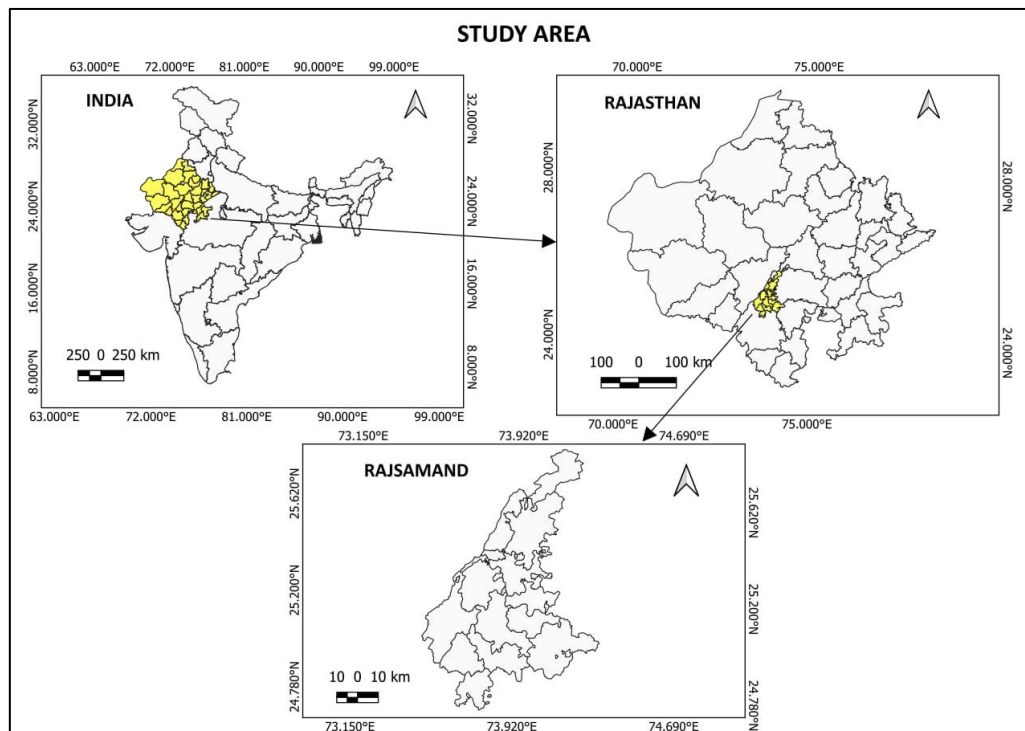 STUDY AREA
63.000°E 72.000°E 81.000°E 90.000°E 99.000°E
INDIA
32.000°N
24.000°N
16.000°N
8.000°N
32.000°N
24.000°N
16.000°N
8.000°N
250 0 250 km
63.000°E 72.000°E 81.000°E 90.000°E 99.000°E
70.000°E 75.000°E
RAJASTHAN
28.000°N
24.000°N
28.000°N
24.000°N
100 0 100 km
70.000°E 75.000°E
73.150°E 73.920°E 74.690°E
RAJSAMAND
25.620°N
25.200°N
24.780°N
25.620°N
25.200°N
24.780°N
10 0 10 km
73.150°E 73.920°E 74.690°E